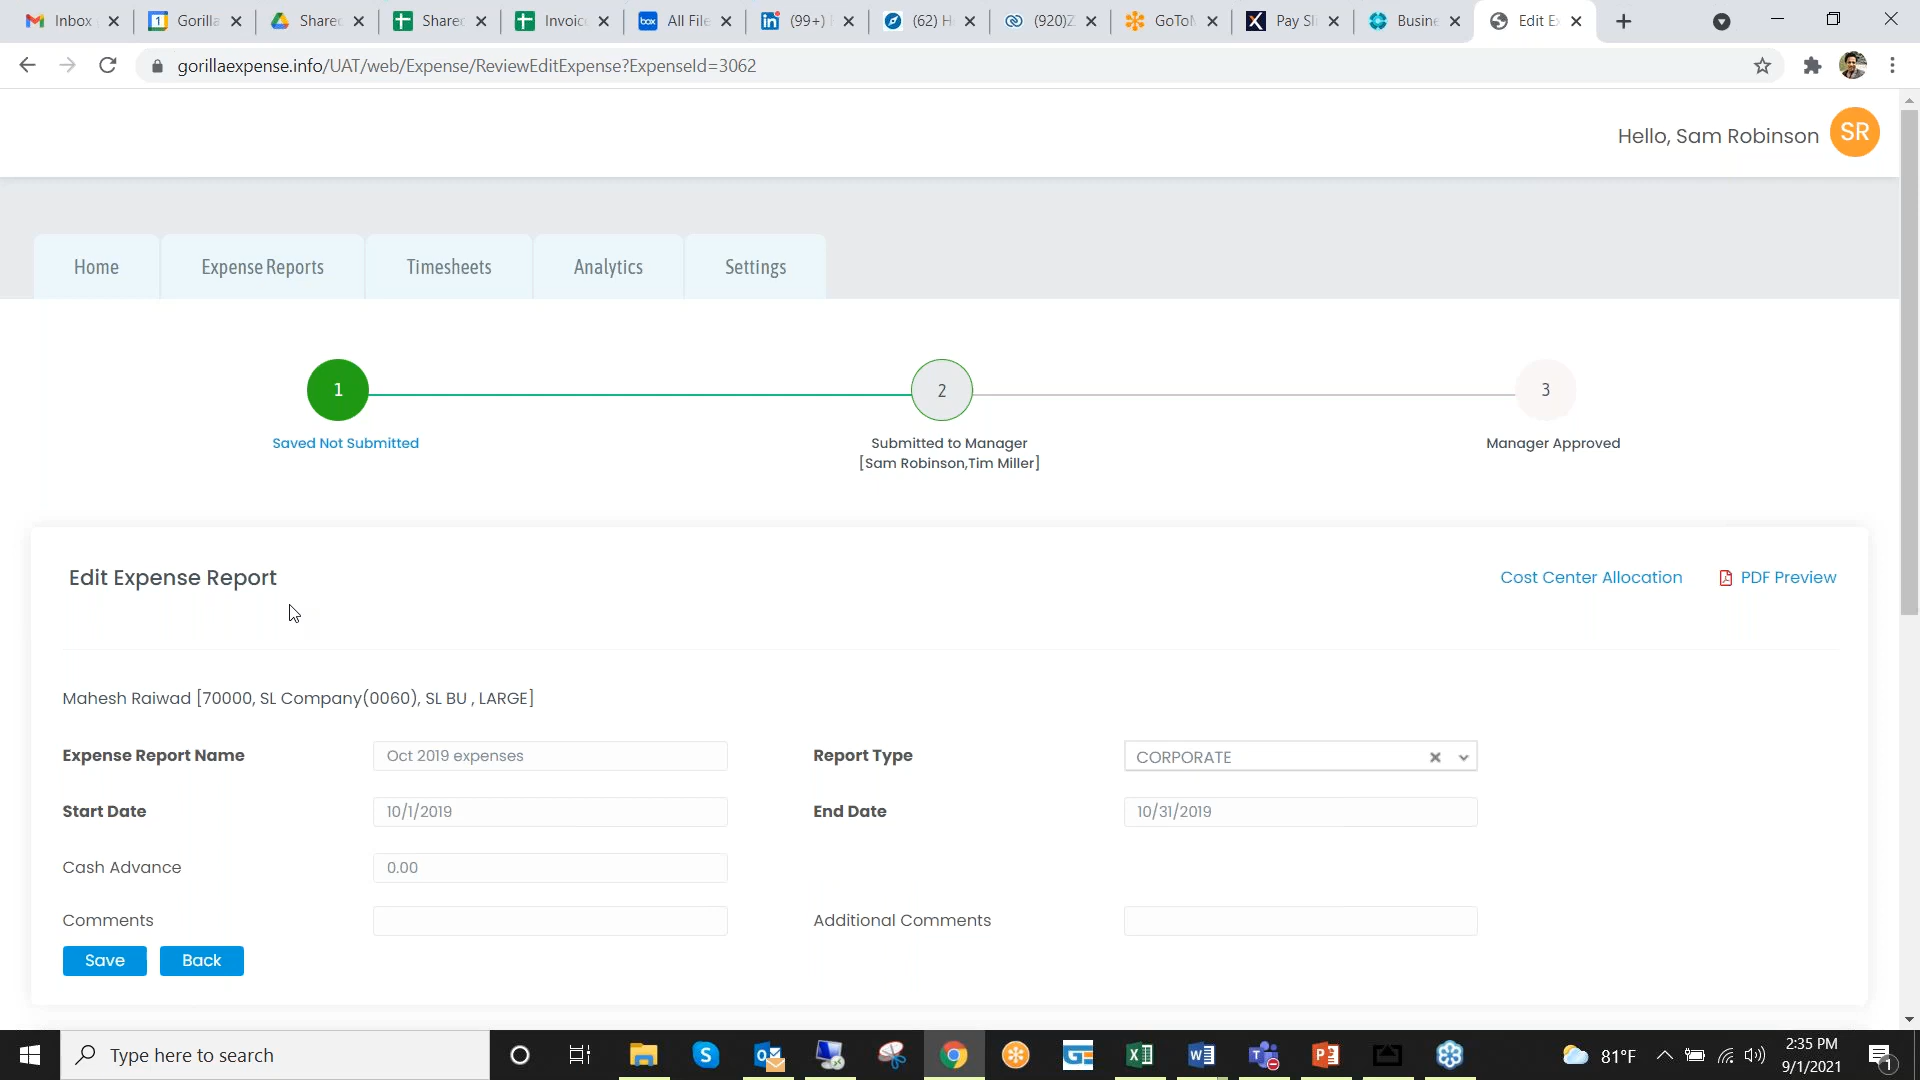 Inbox
Gorilla
Shared
Shared
Invoic
box All File
in (99+)
(62) H
(920)Z
GoToM
X Pay Sl
Busine
Edit E
gorillaexpense.info/UAT/web/Expense/ReviewEditExpense?ExpenseId=3062
Hello, Sam Robinson SR
Home Expense Reports Timesheets Analytics Settings
1 2 3
Saved Not Submitted Submitted to Manager Manager Approved
[Sam Robinson,Tim Miller]
Edit Expense Report Cost Center Allocation PDF Preview
Mahesh Raiwad [70000, SL Company(0060), SL BU , LARGE]
Expense Report Name Oct 2019 expenses Report Type CORPORATE
Start Date 10/1/2019 End Date 10/31/2019
Cash Advance 0.00
Comments Additional Comments
Save Back
Type here to search
81°F
2:35 PM
9/1/2021
1